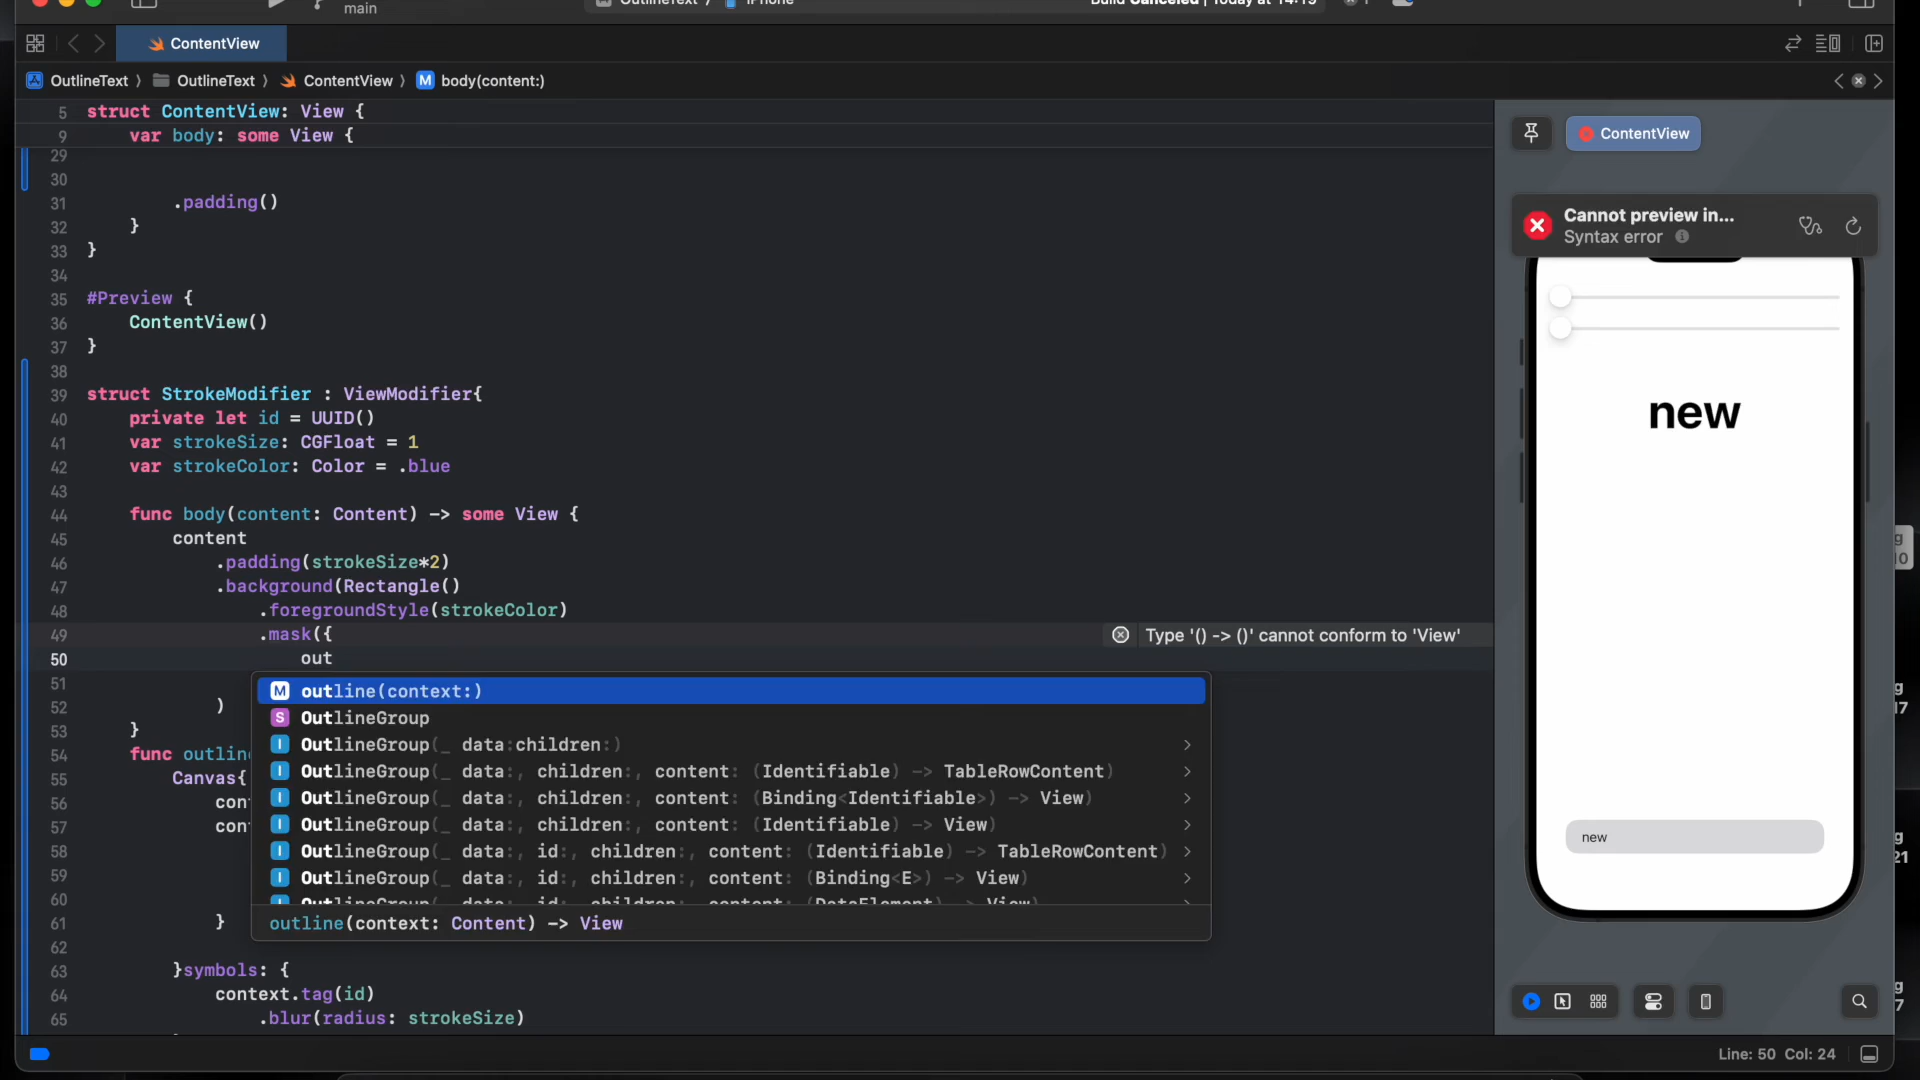 main
ContentView
OutlineText 〉 OutlineText 〉 ContentView 〉 M body(content:)
5 struct ContentView: View {
9 var body: some View {
29
30
31 .padding()
32 }
33 }
34
35 #Preview {
36 ContentView()
37 }
38
39 struct StrokeModifier : ViewModifier{
40 private let id = UUID()
41 var strokeSize: CGFloat = 1
42 var strokeColor: Color = .blue
43
44 func body(content: Content) -> some View {
45 content
46 .padding(strokeSize*2)
47 .background(Rectangle()
48 .foregroundStyle(strokeColor)
49 .mask({ Type '() -> ()' cannot conform to 'View'
50 out
51
52 )
53 }
54 func outline
55 Canvas{
56
57
58
59
60
61 }
62
63 }symbols: {
64 context.tag(id)
65 .blur(radius: strokeSize)
M outline(context:)
S OutlineGroup
I OutlineGroup(_ data:children:)
I OutlineGroup(_ data:, children:, content: (Identifiable) -> TableRowContent)
I OutlineGroup(_ data:, children:, content: (Binding<Identifiable>) -> View)
I OutlineGroup(_ data:, children:, content: (Identifiable) -> View)
I OutlineGroup(_ data:, id:, children:, content: (Identifiable) -> TableRowContent)
I OutlineGroup(_ data:, id:, children:, content: (Binding<E>) -> View)
I OutlineGroup(_ data:, id:, children:, content: (DataElement) -> View)
outline(context: Content) -> View
ContentView
Cannot preview in...
Syntax error
new
new
Line: 50 Col: 24